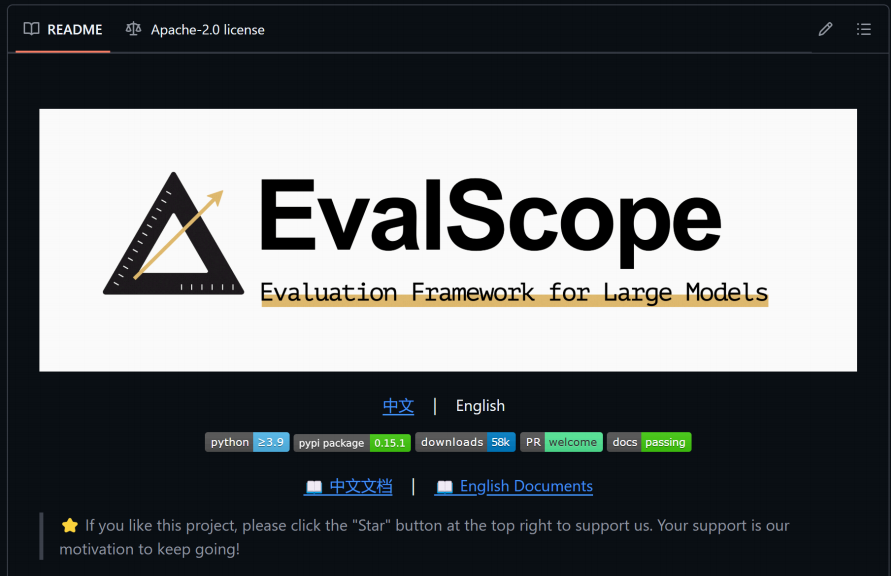 README Apache-2.0 license
EvalScope
Evaluation Framework for Large Models
中文 | English
python ≥3.9 pypi package 0.15.1 downloads 58k PR welcome docs passing
📖 中文文档 | 📖 English Documents
⭐ If you like this project, please click the "Star" button at the top right to support us. Your support is our
motivation to keep going!